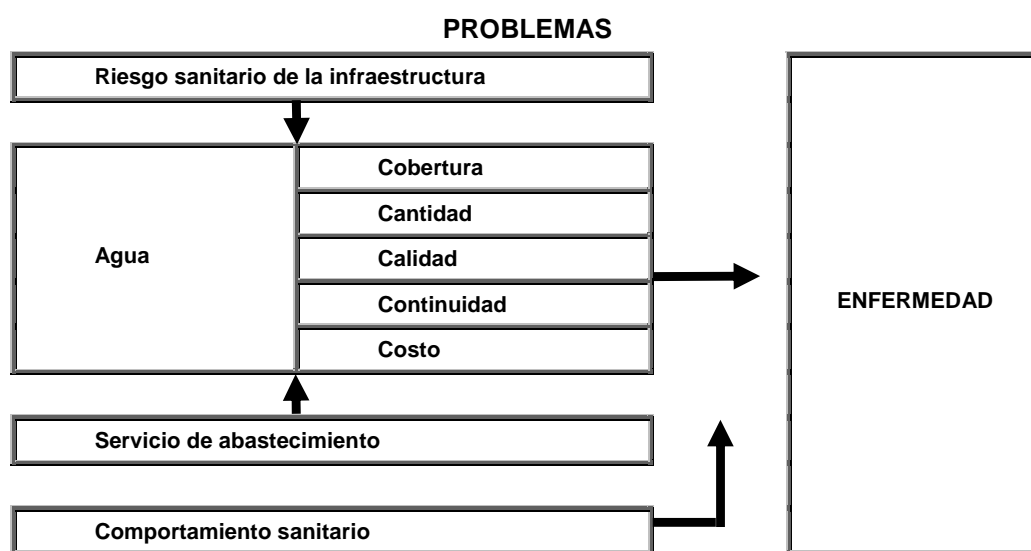 PROBLEMAS
Riesgo sanitario de la infraestructura
Agua
Cobertura
Cantidad
Calidad
Continuidad
Costo
ENFERMEDAD
Servicio de abastecimiento
Comportamiento sanitario